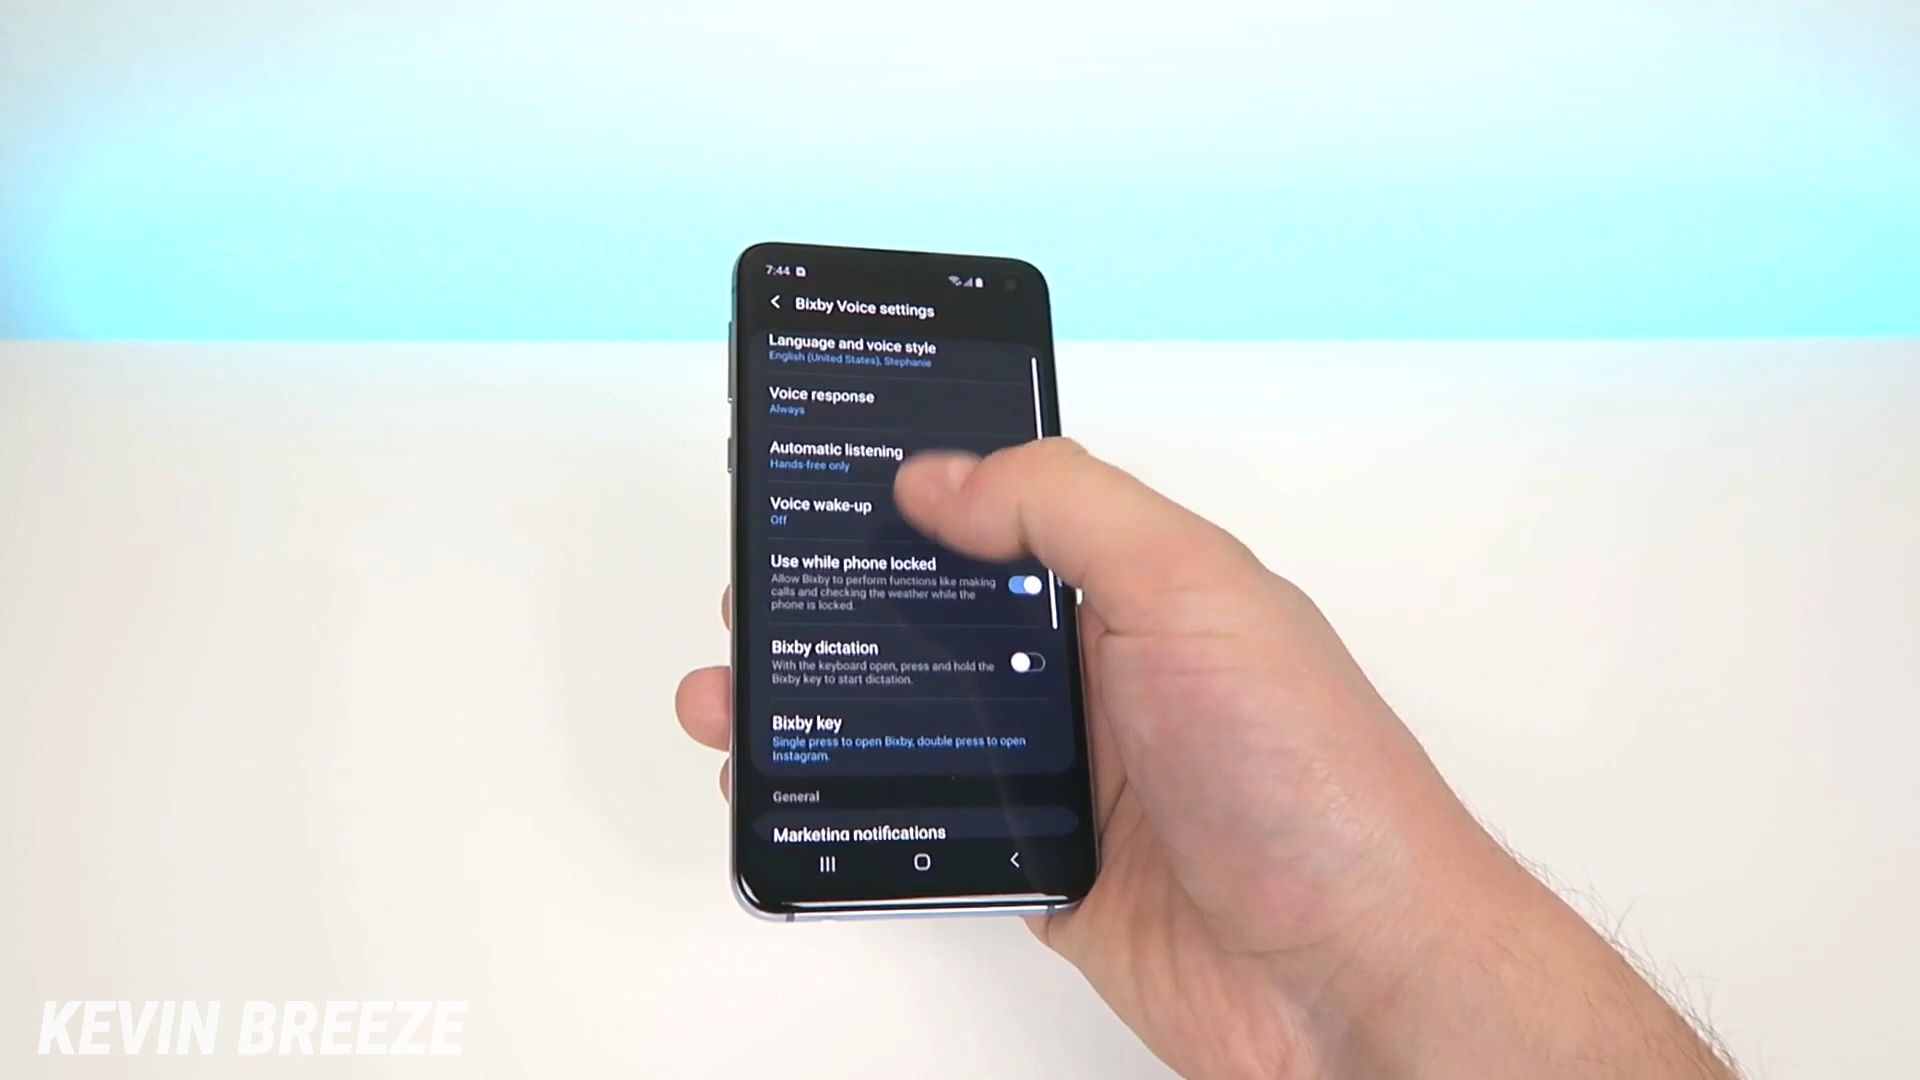 7:44
Bixby Voice settings
Language and voice style
English (United States), Stephanie
Voice response
Always
Automatic listening
Hands-free only
Voice wake-up
Off
Use while phone locked
Allow Bixby to perform functions like making
calls and checking the weather while the
phone is locked.
Bixby dictation
With the keyboard open, press and hold the
Bixby key to start dictation.
Bixby key
Single press to open Bixby, double press to open
Instagram.
General
Marketing notifications
KEVIN BREEZE